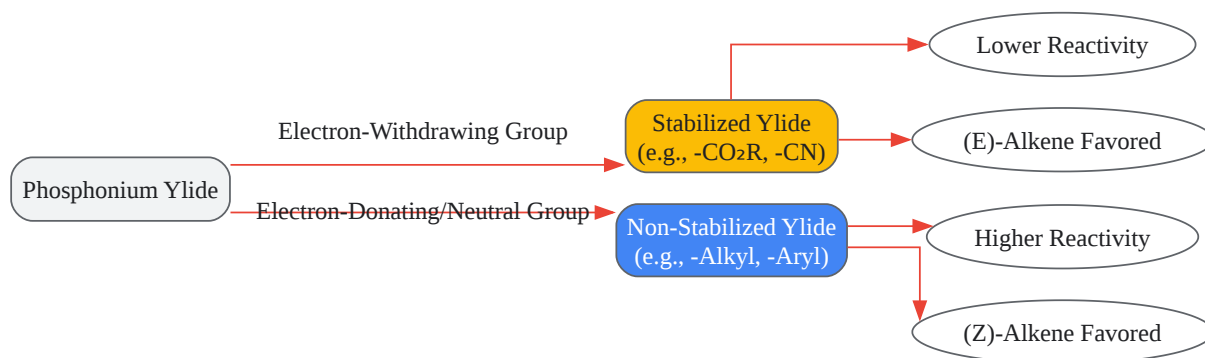 Phosphonium Ylide
Electron-Withdrawing Group
Electron-Donating/Neutral Group
Stabilized Ylide
(e.g., -CO₂R, -CN)
Non-Stabilized Ylide
(e.g., -Alkyl, -Aryl)
Lower Reactivity
(E)-Alkene Favored
Higher Reactivity
(Z)-Alkene Favored